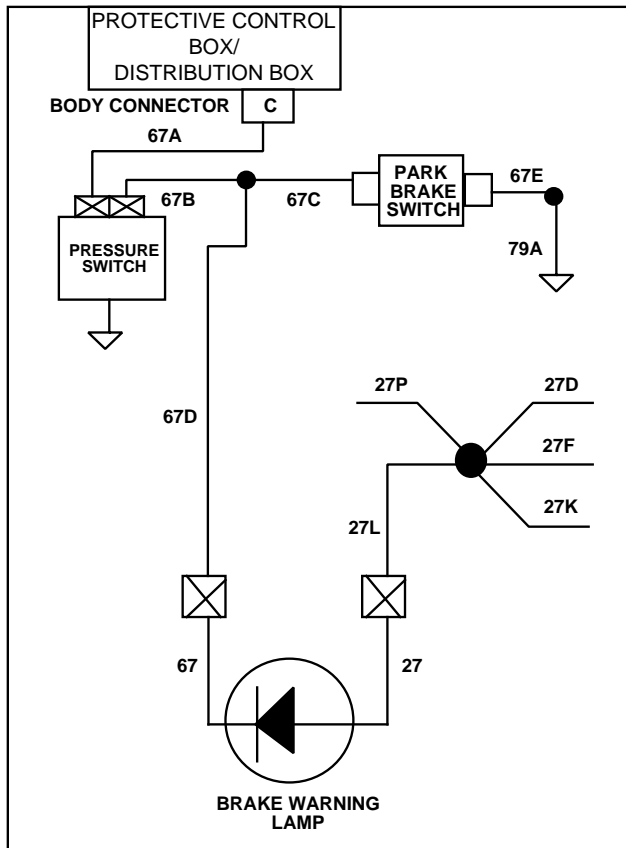 PROTECTIVE CONTROL
BOX/
DISTRIBUTION BOX
BODY CONNECTOR
C
67A
67B
67C
PARK
BRAKE
SWITCH
67E
PRESSURE
SWITCH
79A
67D
27P
27D
27F
27K
27L
67
27
BRAKE WARNING
LAMP